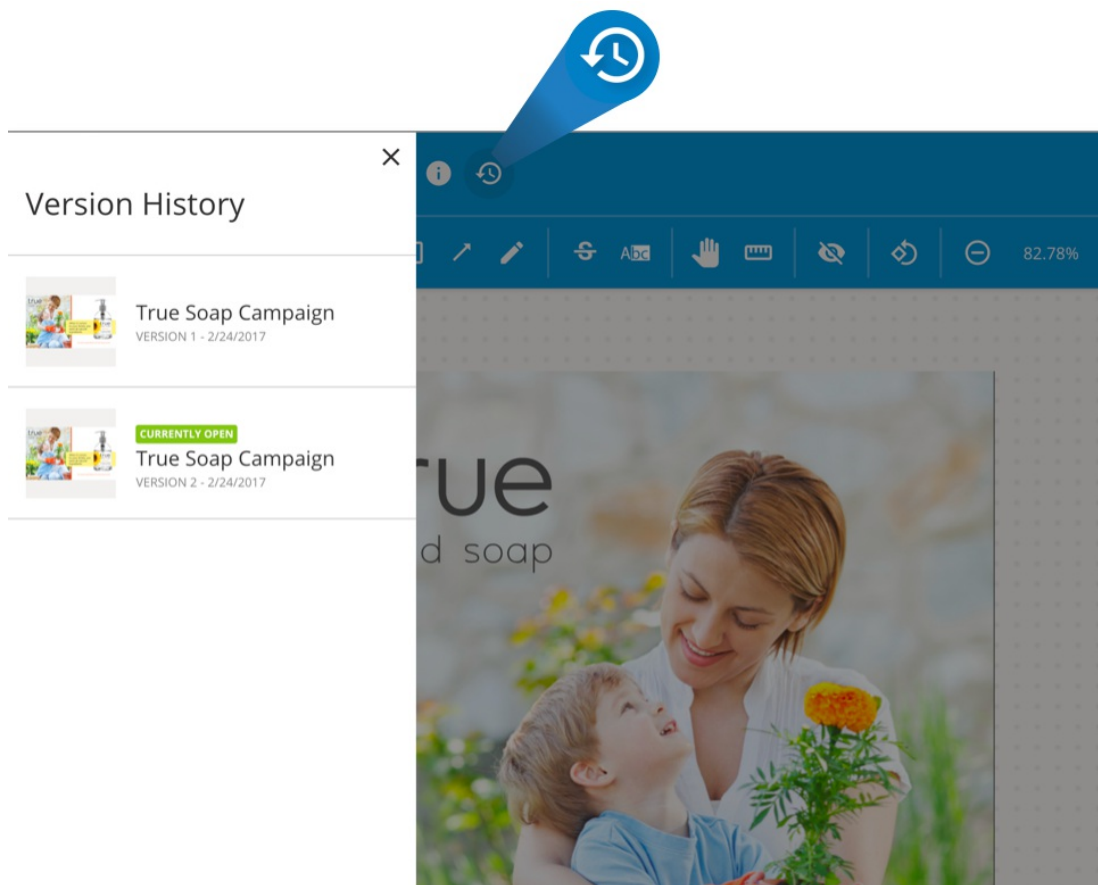 Version History
True Soap Campaign
VERSION 1 - 2/24/2017
CURRENTLY OPEN
True Soap Campaign
VERSION 2 - 2/24/2017
Abc
82.78%
rue
d soap